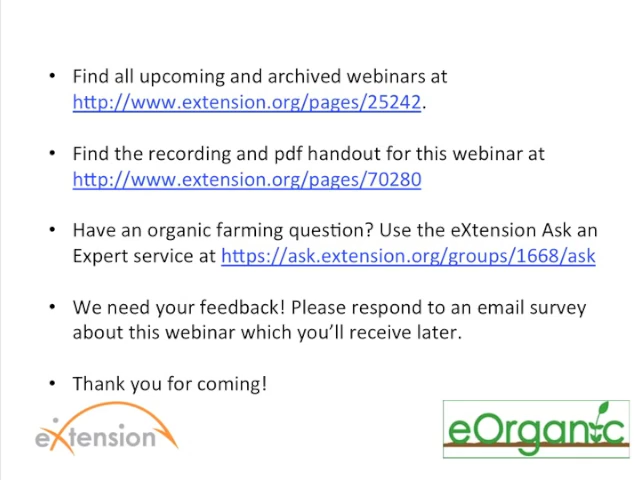 • Find all upcoming and archived webinars at
http://www.extension.org/pages/25242.
• Find the recording and pdf handout for this webinar at
http://www.extension.org/pages/70280
• Have an organic farming question? Use the eXtension Ask an
Expert service at https://ask.extension.org/groups/1668/ask
• We need your feedback! Please respond to an email survey
about this webinar which you'll receive later.
• Thank you for coming!
eXtension
eOrganic